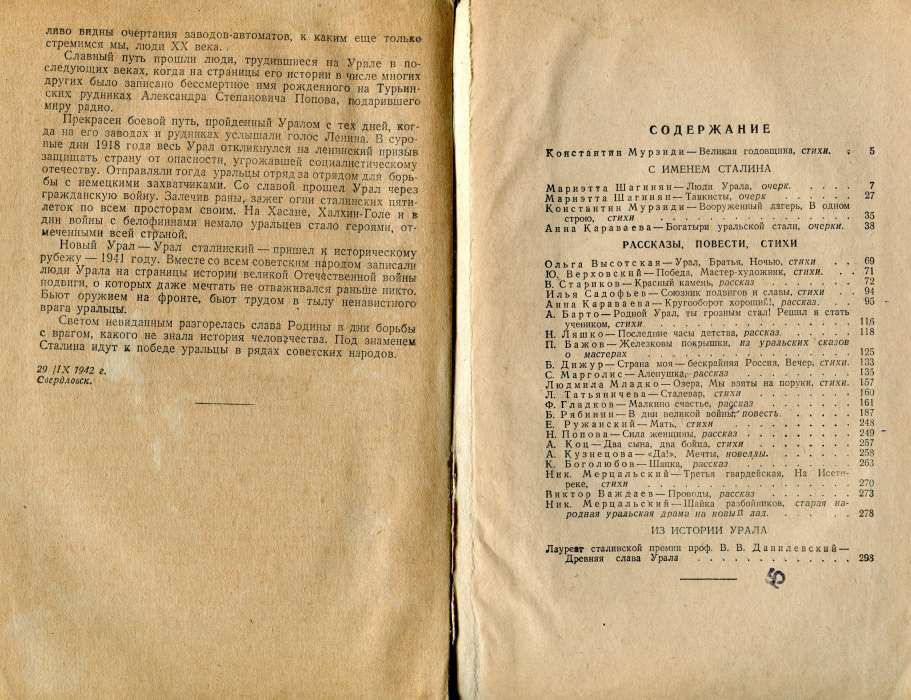 ливо видны очертания заводов-автоматов, к каким еще только
стремимся мы, люди XX века.
Славный путь прошли люди, трудившиеся на Урале в по-
следующих веках, когда на страницы его истории в числе многих
других было записано бессмертное имя рожденного на Турьин-
ских рудниках Александра Степановича Попова, подарившего
миру радио.
Прекрасен боевой путь, пройденный Уралом с тех дней, ког-
да на его заводах и рудниках услышали голос Ленина. В суро-
вые дни 1918 года весь Урал откликнулся на ленинский призыв
защищать страну от опасности, угрожавшей социалистическому
отечеству. Отправляли тогда уральцы отряд за отрядом для борь-
бы с немецкими захватчиками. Со славой прошел Урал через
гражданскую войну. Залечив раны, зажег огни сталинских пяти-
леток по всем просторам своим. На Хасане, Халхин-Голе и в
дни войны с белофиннами немало уральцев стало героями, от-
меченными всей страной.
Новый Урал — Урал сталинский — пришел к историческому
рубежу — 1941 году. Вместе со всем советским народом записали
люди Урала на страницы истории великой Отечественной войны
подвиги, о которых даже мечтать не отваживался раньше никто.
Бьют оружием на фронте, бьют трудом в тылу ненавистного
врага уральцы.
Светом невиданным разгорелась слава Родины в дни борьбы
с врагом, какого не знала история человечества. Под знаменем
Сталина идут к победе уральцы в рядах советских народов.
29/IX 1942 г.
Свердловск.
СОДЕРЖАНИЕ
Константин Мурзиди — Великая годовщина, стихи. 5
С ИМЕНЕМ СТАЛИНА
Мариэтта Шагинян — Люди Урала, очерк. . . . . 7
Мариэтта Шагинян — Танкисты, очерк . . . . . 27
Константин Мурзиди — Вооруженный лагерь, В одном
строю, стихи . . . . . 35
Анна Караваева — Богатыри уральской стали, очерки. 38
РАССКАЗЫ, ПОВЕСТИ, СТИХИ
Ольга Высотская — Урал, Братья, Ночью, стихи . . 69
Ю. Верховский — Победа, Мастер-художник, стихи. . . 71
В. Стариков — Красный камень, рассказ . . . . . 72
Илья Садофьев — Союзник подвигов и славы, стихи . . 94
Анна Караваева — Кругооборот хороший!, рассказ. . . 95
А. Барто — Родной Урал, ты грозным стал! Решил я стать
учеником, стихи . . . . . 116
Н. Ляшко — Последние часы детства, рассказ. . . . . 118
П. Бажов — Железковы покрышки, из уральских сказов
о мастерах . . . . . 125
Б. Дижур — Страна моя — бескрайняя Россия, Вечер, стихи. 133
С. Марголис — Аленушка, рассказ . . . . . 135
Людмила Младко — Озера, Мы взяты на поруки, стихи. 157
Л. Татьяничева — Сталевар, стихи . . . . . 160
Ф. Гладков — Малкино счастье, рассказ . . . . . 161
Б. Рябинин — В дни великой войны, повесть . . . . . 187
Е. Ружанский — Мать, стихи . . . . . 248
Н. Попова — Сила женщины, рассказ . . . . . 249
А. Коц — Два сына, два бойца, стихи . . . . . 257
А. Кузнецова — «Да!», Мечты, новеллы. . . . . 258
К. Боголюбов — Шапка, рассказ . . . . . 263
Ник. Мерцальский — Третья гвардейская, На Исети-
реке, стихи . . . . . 270
Виктор Важдаев — Проводы, рассказ . . . . . 273
Ник. Мерцальский — Шайка разбойников, старая на-
родная уральская драма на новый лад. . . . . 278
ИЗ ИСТОРИИ УРАЛА
Лауреат сталинской премии проф. В. В. Данилевский —
Древняя слава Урала . . . . . 298